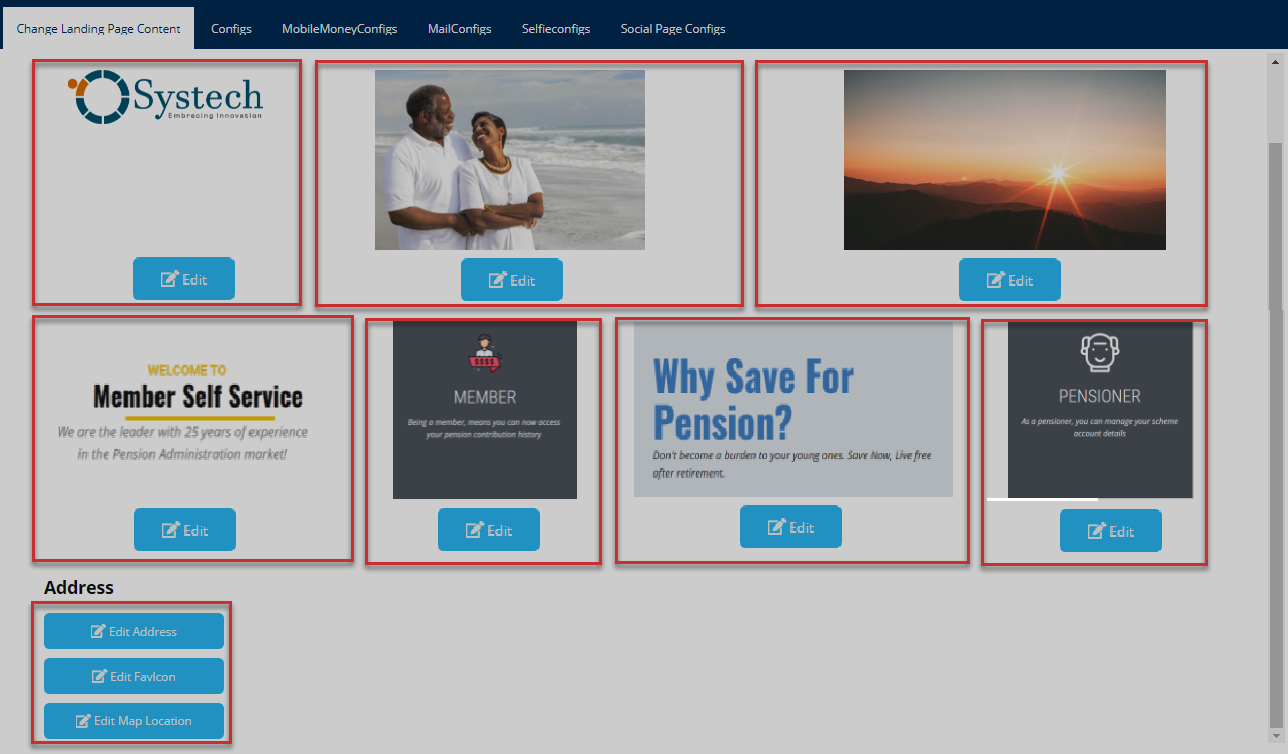 Change Landing Page Content
Configs
MobileMoneyConfigs
MailConfigs
Selfieconfigs
Social Page Configs
Systech
Embracing Innovation
Edit
Edit
Edit
WELCOME TO
Member Self Service
We are the leader with 25 years of experience
in the Pension Administration market!
Edit
$$$$
MEMBER
Being a member, means you can now access
your pension contribution history
Edit
Why Save For
Pension?
Don't become a burden to your young ones. Save Now, Live free
after retirement.
Edit
PENSIONER
As a pensioner, you can manage your scheme
account details
Edit
Address
Edit Address
Edit FavIcon
Edit Map Location